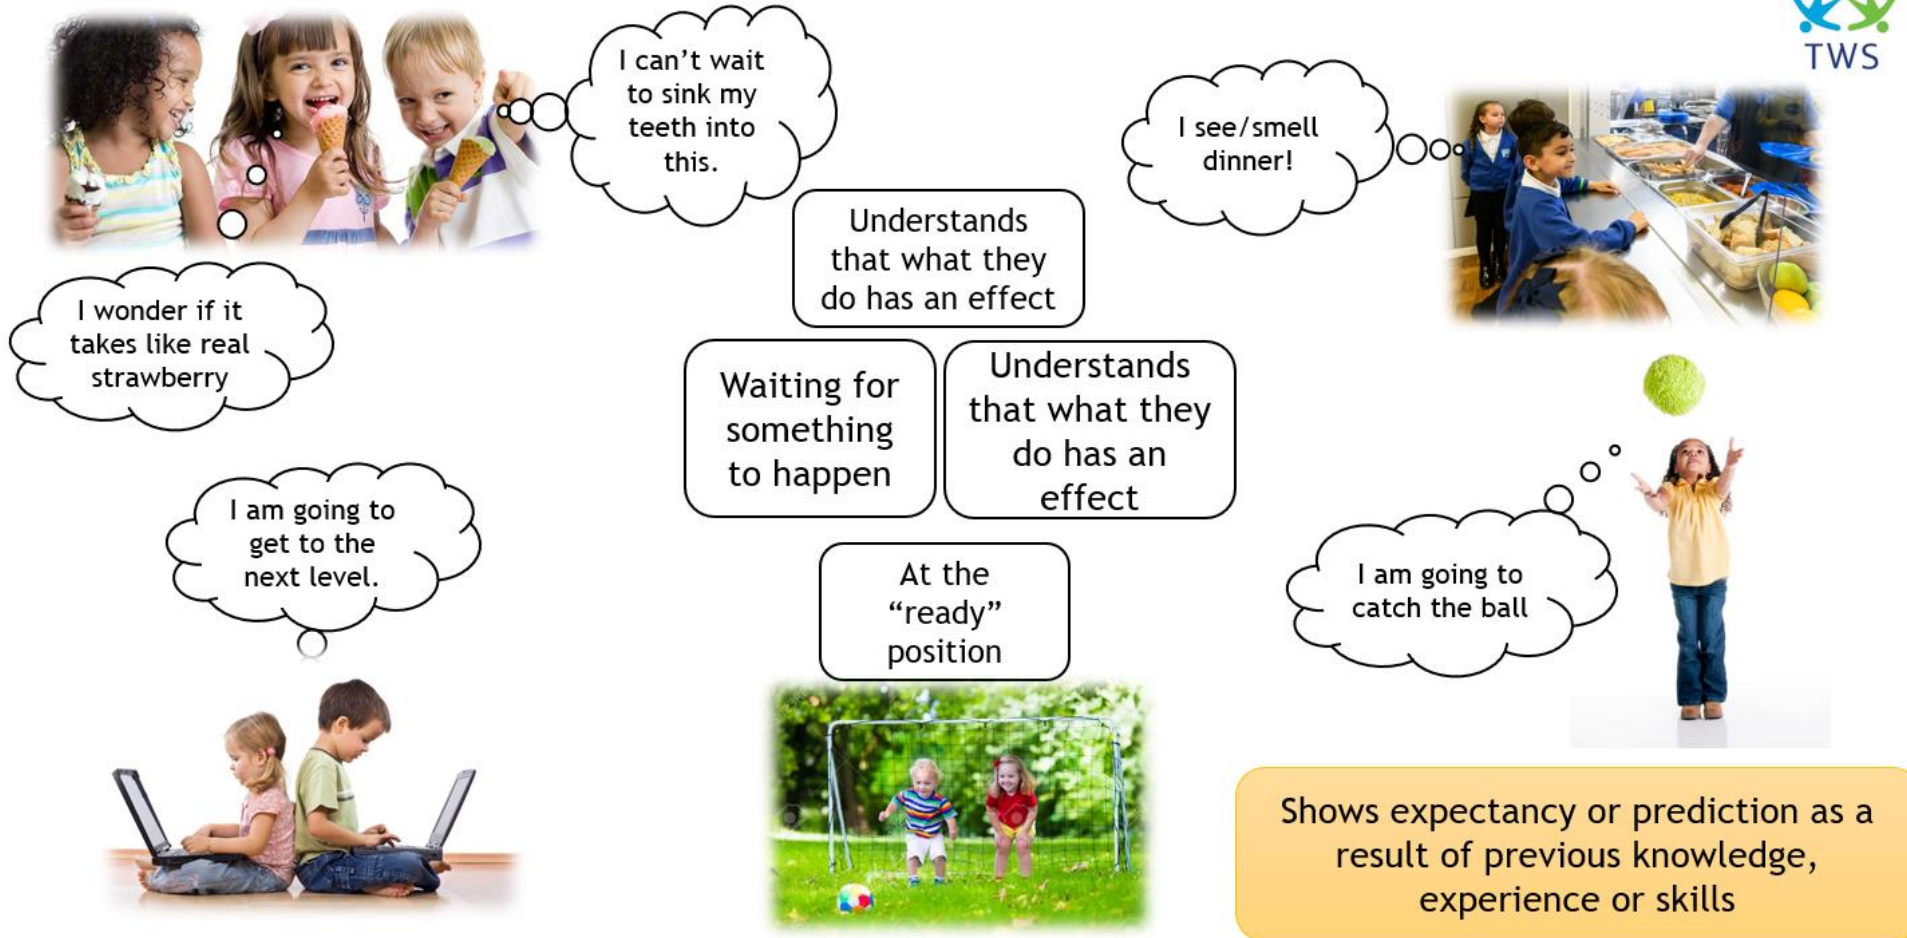 TWS
I can't wait
to sink my
teeth into
this.
I see/smell
dinner!
Understands
that what they
do has an effect
I wonder if it
takes like real
strawberry
Waiting for
something
to happen
Understands
that what they
do has an
effect
I am going to
get to the
next level.
At the
“ready”
position
I am going to
catch the ball
Shows expectancy or prediction as a
result of previous knowledge,
experience or skills